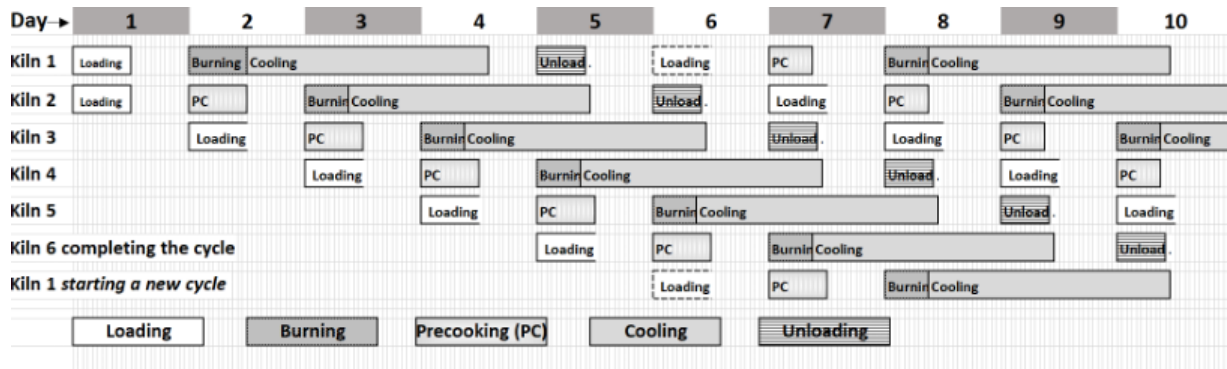 Day→ 1 2 3 4 5 6 7 8 9 10
Kiln 1 Loading Burning Cooling Unload. Loading PC Burnin Cooling
Kiln 2 Loading PC Burnin Cooling Unload. Loading PC Burnin Cooling
Kiln 3 Loading PC Burnin Cooling Unload. Loading PC Burnin Cooling
Kiln 4 Loading PC Burnin Cooling Unload. Loading PC
Kiln 5 Loading PC Burnin Cooling Unload. Loading
Kiln 6 completing the cycle Loading PC Burnin Cooling Unload.
Kiln 1 starting a new cycle Loading PC Burnin Cooling
Loading Burning Precooking (PC) Cooling Unloading